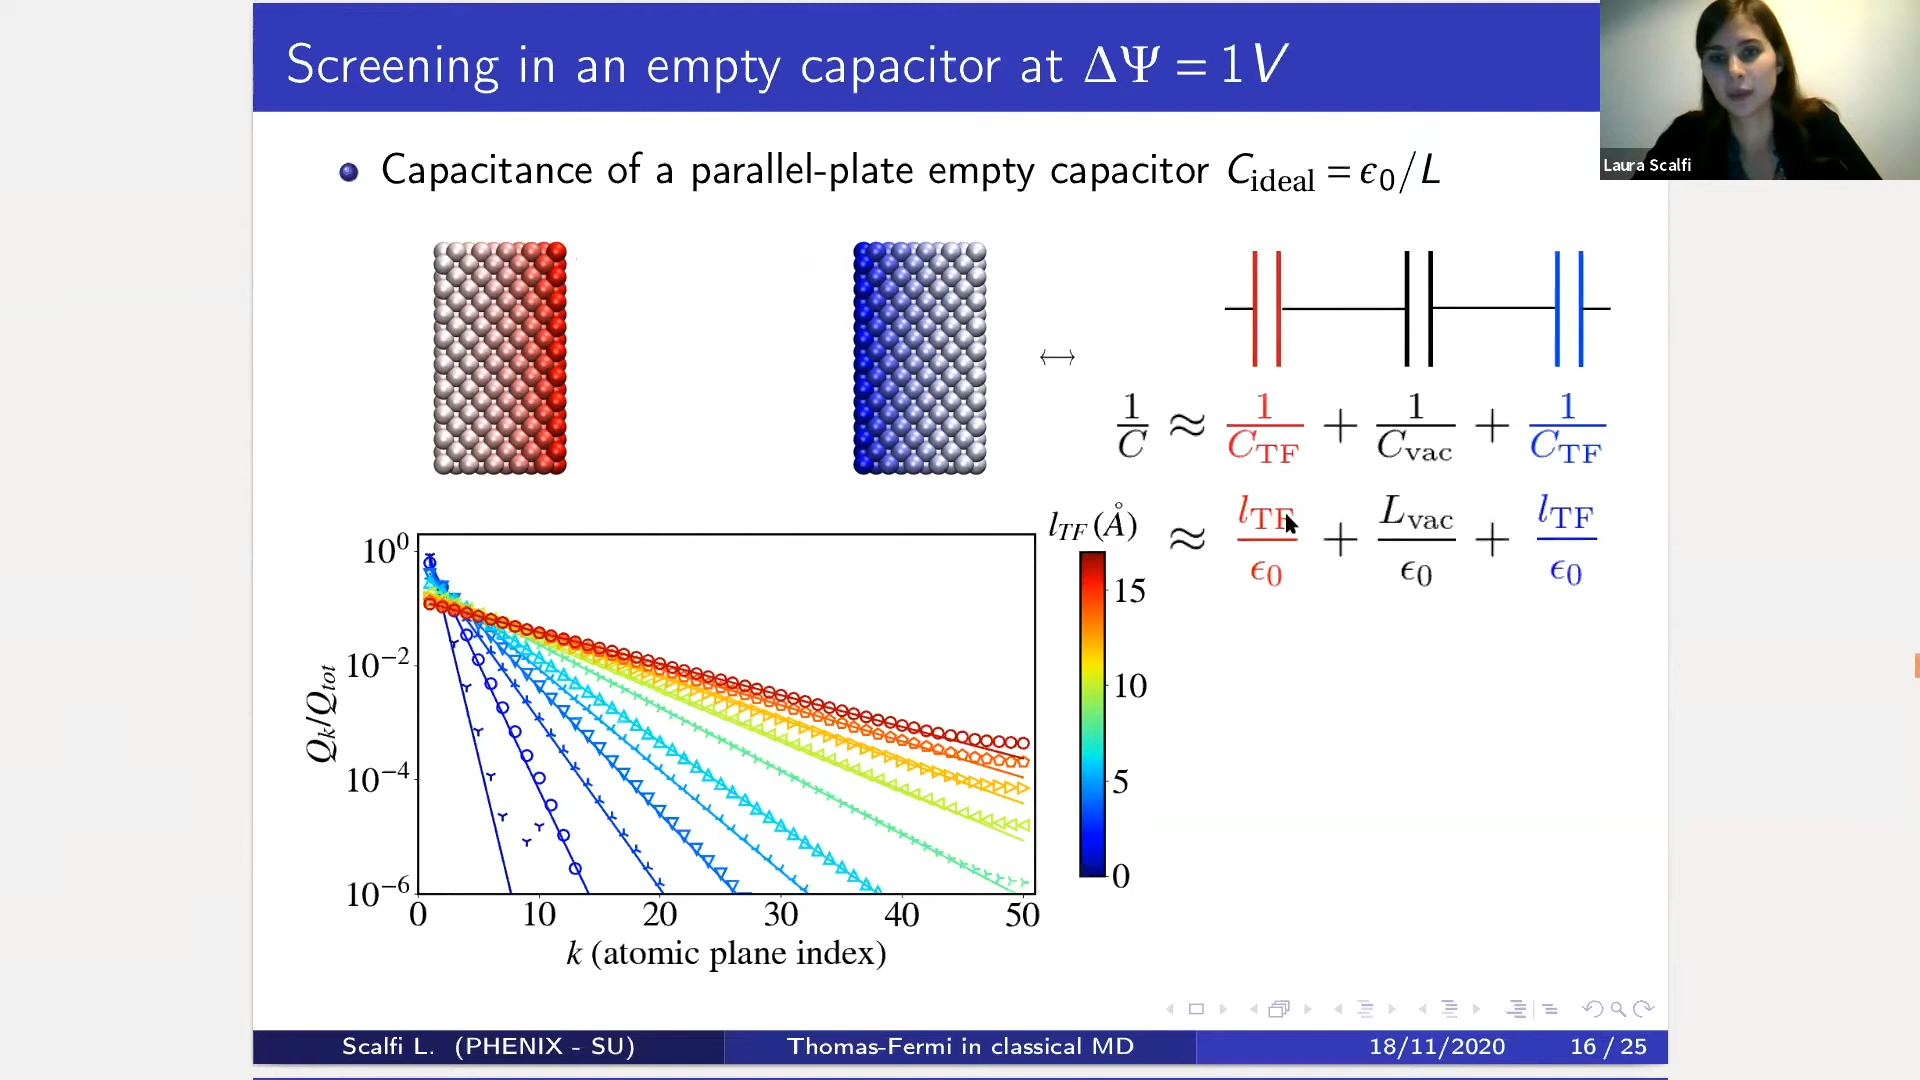 Screening in an empty capacitor at ΔΨ = 1 V
Laura Scalfi
Capacitance of a parallel-plate empty capacitor C_ideal = ϵ₀/L
↔
1/C ≈ 1/C_TF + 1/C_vac + 1/C_TF
≈ l_TF/ϵ₀ + L_vac/ϵ₀ + l_TF/ϵ₀
l_TF (Å)
15
10
5
0
Q_k/Q_tot
10⁰
10⁻²
10⁻⁴
10⁻⁶
0 10 20 30 40 50
k (atomic plane index)
Scalfi L. (PHENIX - SU) Thomas-Fermi in classical MD 18/11/2020 16 / 25